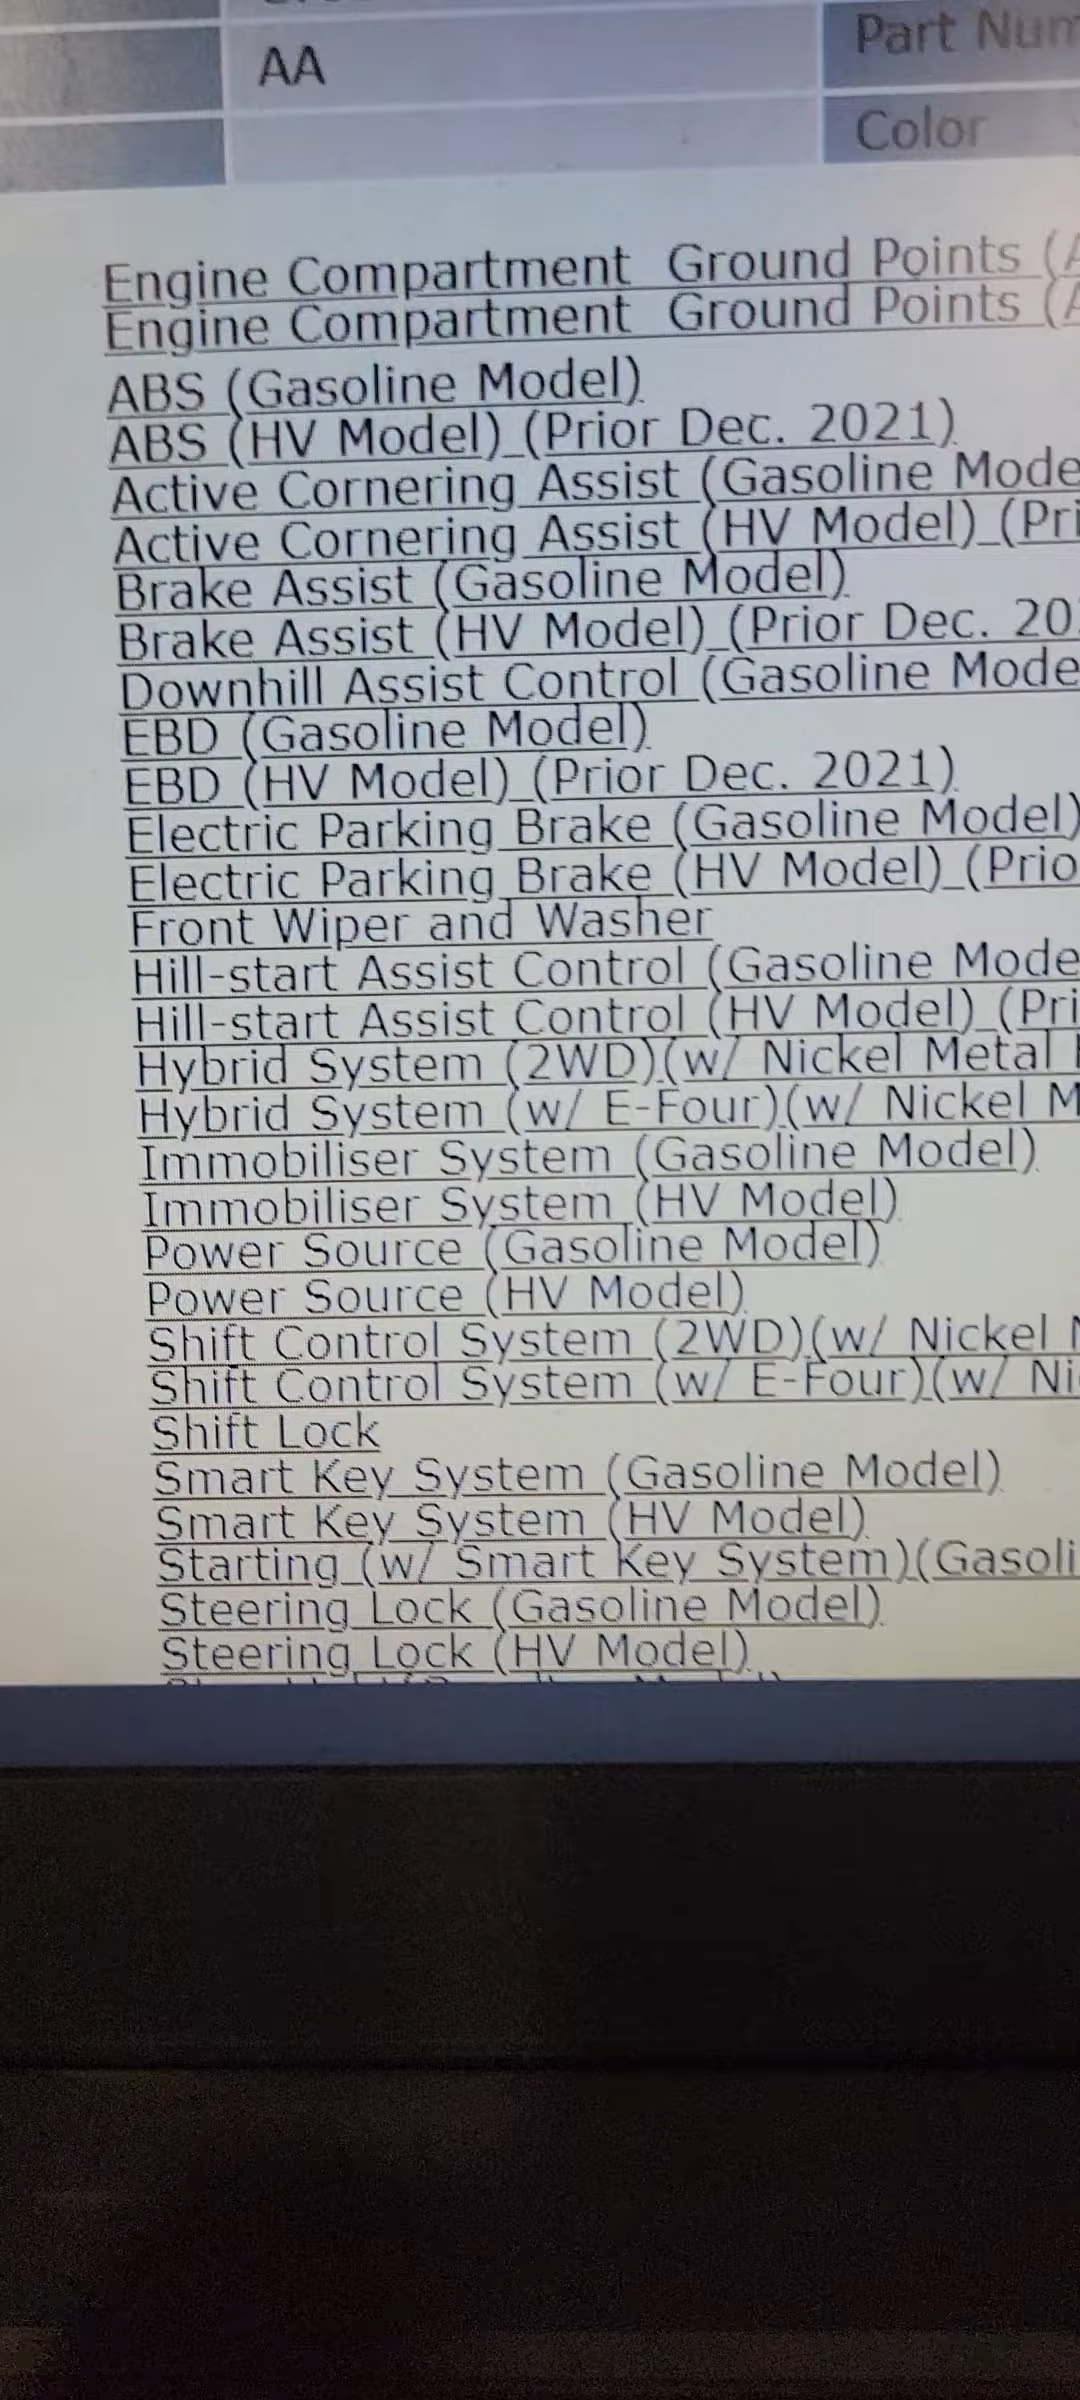 AA
Part Num
Color
Engine Compartment Ground Points (A
Engine Compartment Ground Points (A
ABS (Gasoline Model)
ABS (HV Model) (Prior Dec. 2021)
Active Cornering Assist (Gasoline Mode
Active Cornering Assist (HV Model) (Pri
Brake Assist (Gasoline Model)
Brake Assist (HV Model) (Prior Dec. 20
Downhill Assist Control (Gasoline Mode
EBD (Gasoline Model)
EBD (HV Model) (Prior Dec. 2021)
Electric Parking Brake (Gasoline Model)
Electric Parking Brake (HV Model) (Prio
Front Wiper and Washer
Hill-start Assist Control (Gasoline Mode
Hill-start Assist Control (HV Model) (Pri
Hybrid System (2WD)(w/ Nickel Metal
Hybrid System (w/ E-Four)(w/ Nickel M
Immobiliser System (Gasoline Model)
Immobiliser System (HV Model)
Power Source (Gasoline Model)
Power Source (HV Model)
Shift Control System (2WD)(w/ Nickel
Shift Control System (w/ E-Four)(w/ Ni
Shift Lock
Smart Key System (Gasoline Model)
Smart Key System (HV Model)
Starting (w/ Smart Key System)(Gasoli
Steering Lock (Gasoline Model)
Steering Lock (HV Model)